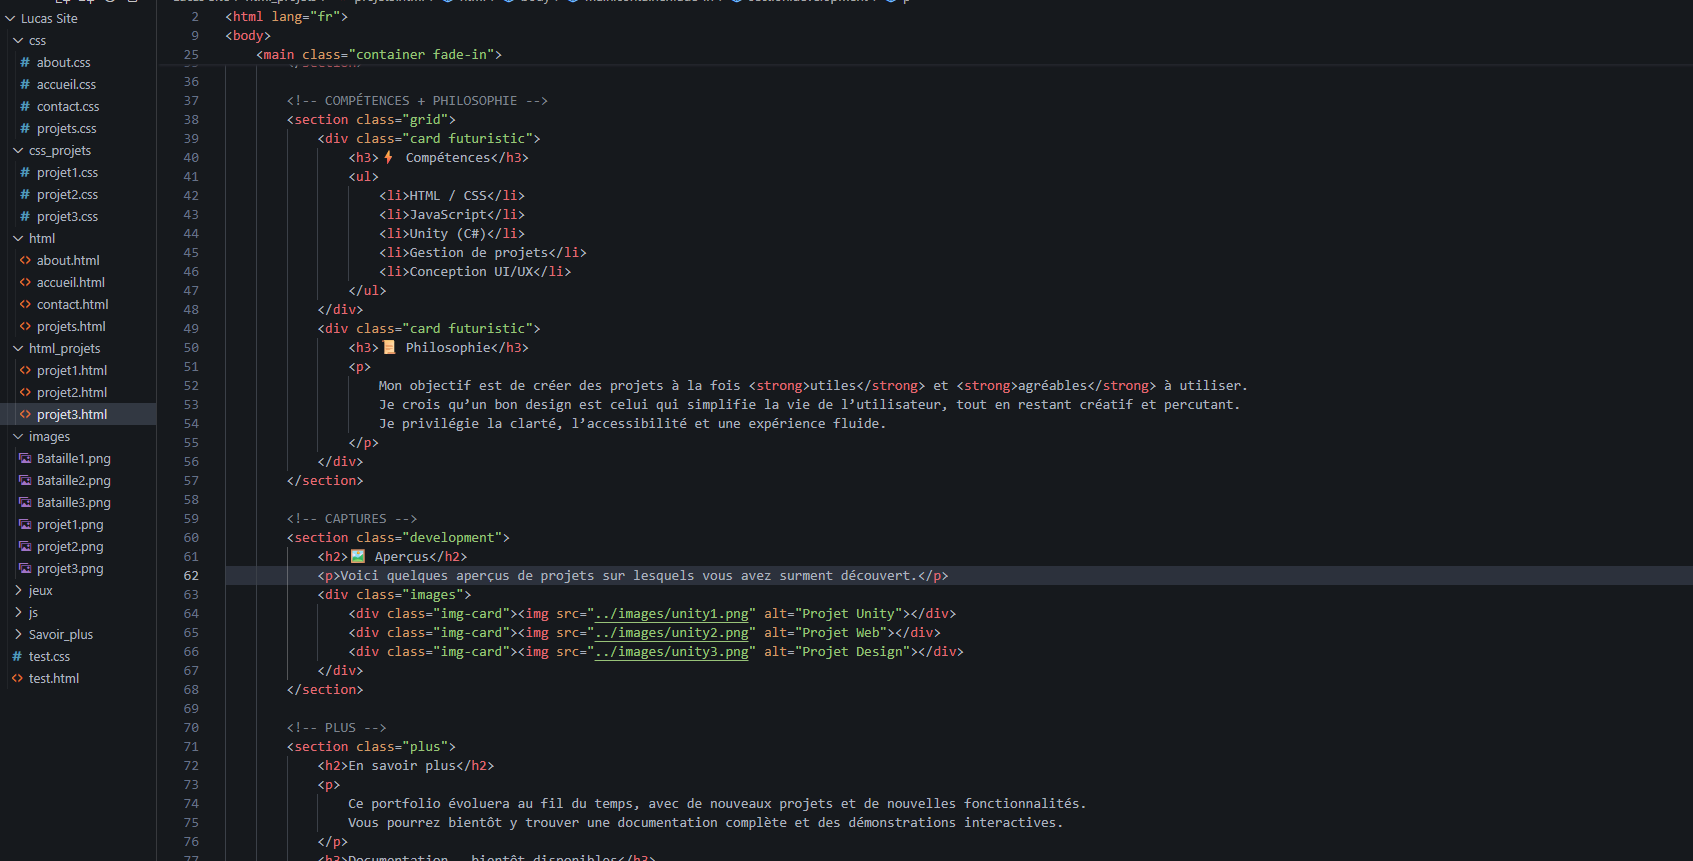 Lucas Site
css
# about.css
# accueil.css
# contact.css
# projets.css
css_projets
# projet1.css
# projet2.css
# projet3.css
html
<> about.html
<> accueil.html
<> contact.html
<> projets.html
html_projets
<> projet1.html
<> projet2.html
<> projet3.html
images
Bataille1.png
Bataille2.png
Bataille3.png
projet1.png
projet2.png
projet3.png
jeux
js
Savoir_plus
# test.css
<> test.html
2 <html lang="fr">
9 <body>
25 <main class="container fade-in">
36
37 <!-- COMPÉTENCES + PHILOSOPHIE -->
38 <section class="grid">
39 <div class="card futuristic">
40 <h3>⚡ Compétences</h3>
41 <ul>
42 <li>HTML / CSS</li>
43 <li>JavaScript</li>
44 <li>Unity (C#)</li>
45 <li>Gestion de projets</li>
46 <li>Conception UI/UX</li>
47 </ul>
48 </div>
49 <div class="card futuristic">
50 <h3>📜 Philosophie</h3>
51 <p>
52 Mon objectif est de créer des projets à la fois <strong>utiles</strong> et <strong>agréables</strong> à utiliser.
53 Je crois qu’un bon design est celui qui simplifie la vie de l’utilisateur, tout en restant créatif et percutant.
54 Je privilégie la clarté, l’accessibilité et une expérience fluide.
55 </p>
56 </div>
57 </section>
58
59 <!-- CAPTURES -->
60 <section class="development">
61 <h2>🖼️ Aperçus</h2>
62 <p>Voici quelques aperçus de projets sur lesquels vous avez surment découvert.</p>
63 <div class="images">
64 <div class="img-card"><img src="../images/unity1.png" alt="Projet Unity"></div>
65 <div class="img-card"><img src="../images/unity2.png" alt="Projet Web"></div>
66 <div class="img-card"><img src="../images/unity3.png" alt="Projet Design"></div>
67 </div>
68 </section>
69
70 <!-- PLUS -->
71 <section class="plus">
72 <h2>En savoir plus</h2>
73 <p>
74 Ce portfolio évoluera au fil du temps, avec de nouveaux projets et de nouvelles fonctionnalités.
75 Vous pourrez bientôt y trouver une documentation complète et des démonstrations interactives.
76 </p>
77 <h3>Documentation bientôt disponibles</h3>